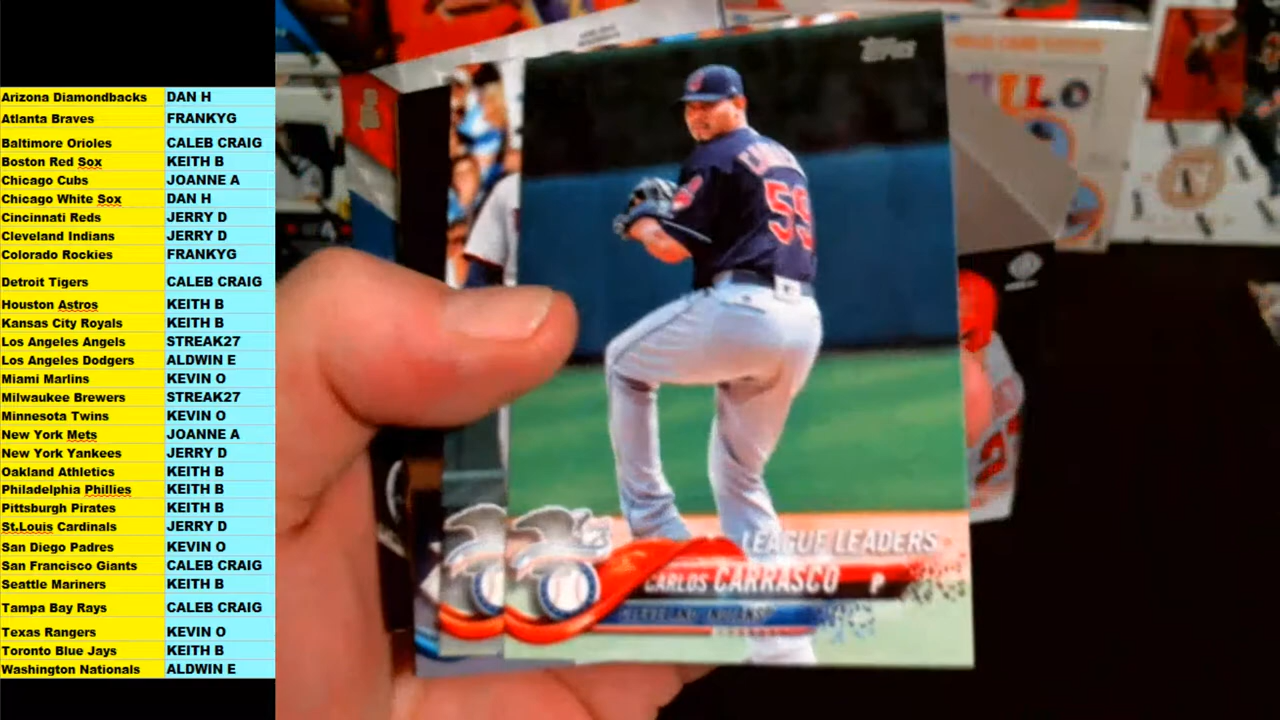 Arizona Diamondbacks DAN H
Atlanta Braves FRANKYG
Baltimore Orioles CALEB CRAIG
Boston Red Sox KEITH B
Chicago Cubs JOANNE A
Chicago White Sox DAN H
Cincinnati Reds JERRY D
Cleveland Indians JERRY D
Colorado Rockies FRANKYG
Detroit Tigers CALEB CRAIG
Houston Astros KEITH B
Kansas City Royals KEITH B
Los Angeles Angels STREAK27
Los Angeles Dodgers ALDWIN E
Miami Marlins KEVIN O
Milwaukee Brewers STREAK27
Minnesota Twins KEVIN O
New York Mets JOANNE A
New York Yankees JERRY D
Oakland Athletics KEITH B
Philadelphia Phillies KEITH B
Pittsburgh Pirates KEITH B
St.Louis Cardinals JERRY D
San Diego Padres KEVIN O
San Francisco Giants CALEB CRAIG
Seattle Mariners KEITH B
Tampa Bay Rays CALEB CRAIG
Texas Rangers KEVIN O
Toronto Blue Jays KEITH B
Washington Nationals ALDWIN E
Topps
59
LEAGUE LEADERS
CARLOS CARRASCO P
CLEVELAND INDIANS